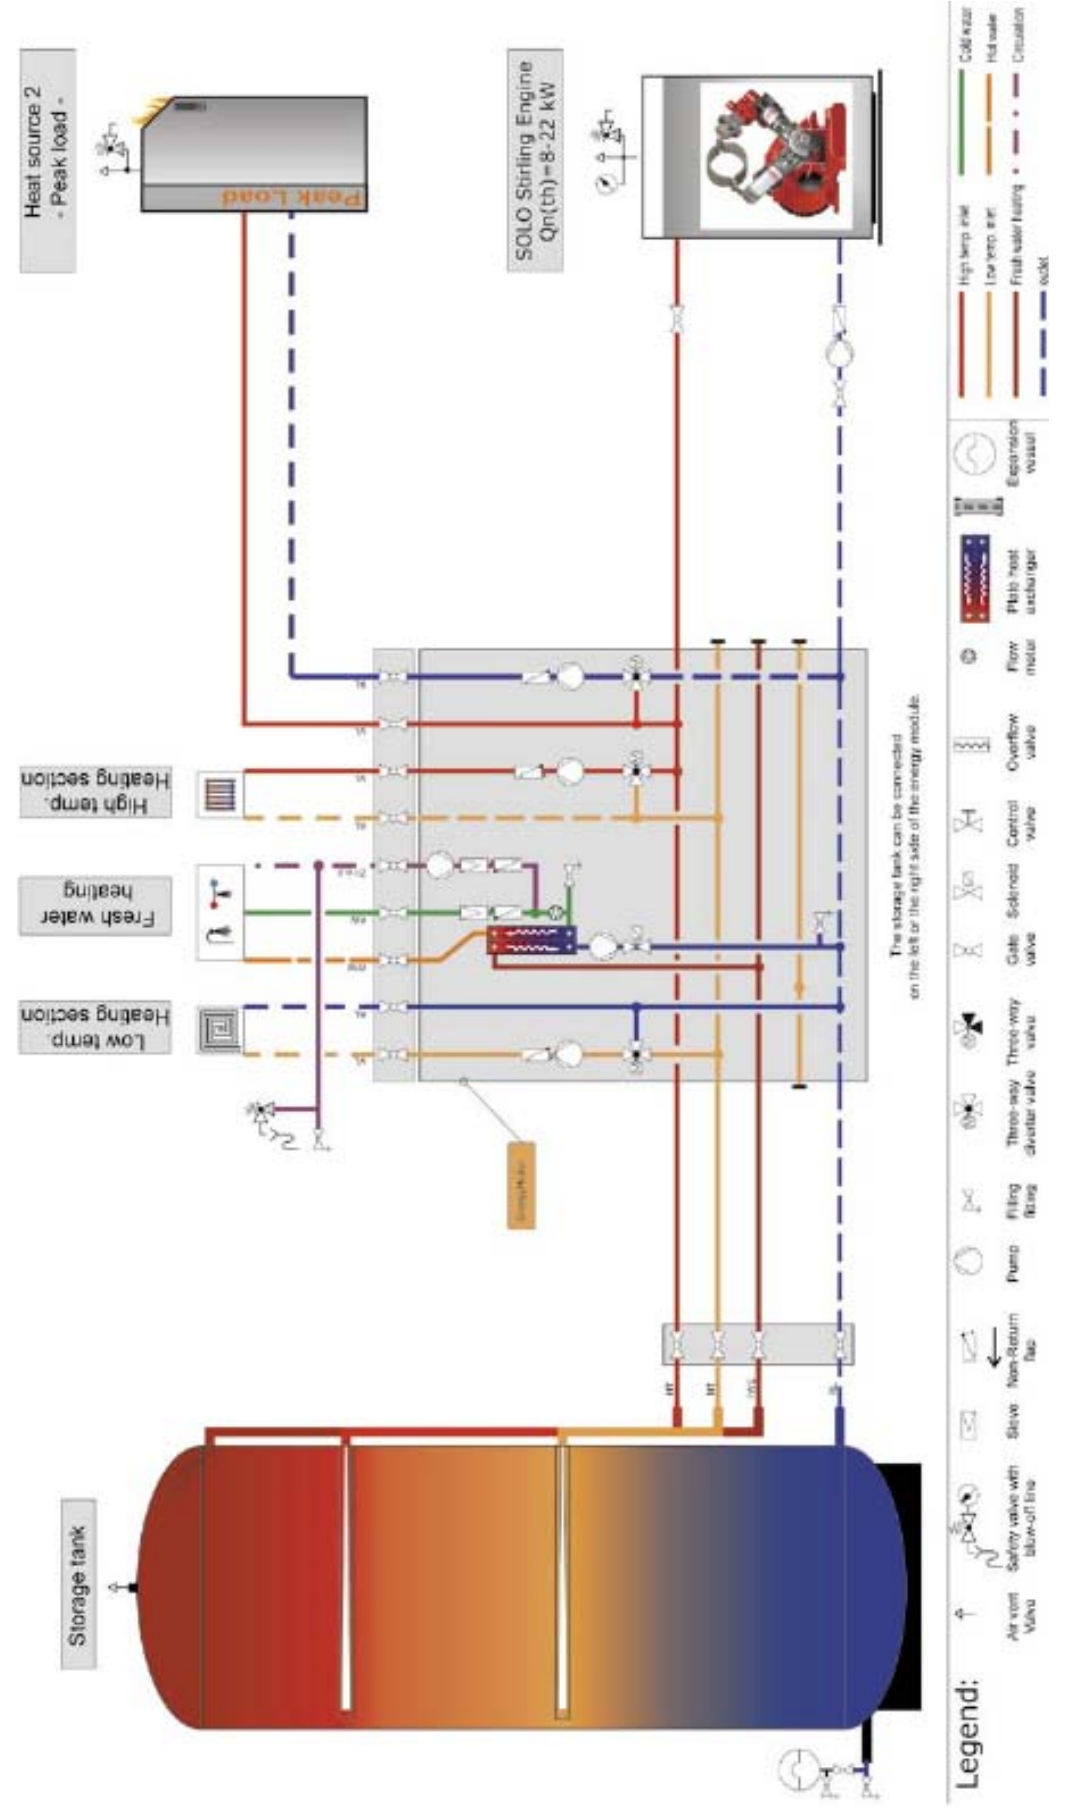 Storage tank
Low temp.
Heating section
Fresh water
heating
High temp.
Heating section
SOLO Stirling Engine
Qn(th)=8-22 kW
Heat source 2
- Peak load -
Peak Load
HT
The storage tank can be connected
on the left or the right side of the energy module.
Legend:
Air vent
Valve
Safety valve with
blow-off line
Sieve
Non-Return
flap
Pump
Filling
fitting
Three-way
diverter valve
Three-way
valve
Gate
valve
Solenoid
Control
valve
Overflow
valve
Flow
motor
Plate heat
exchanger
Expansion
vessel
High temp. inlet
Low temp. inlet
Fresh water heating
outlet
Cold water
Hot water
Circulation